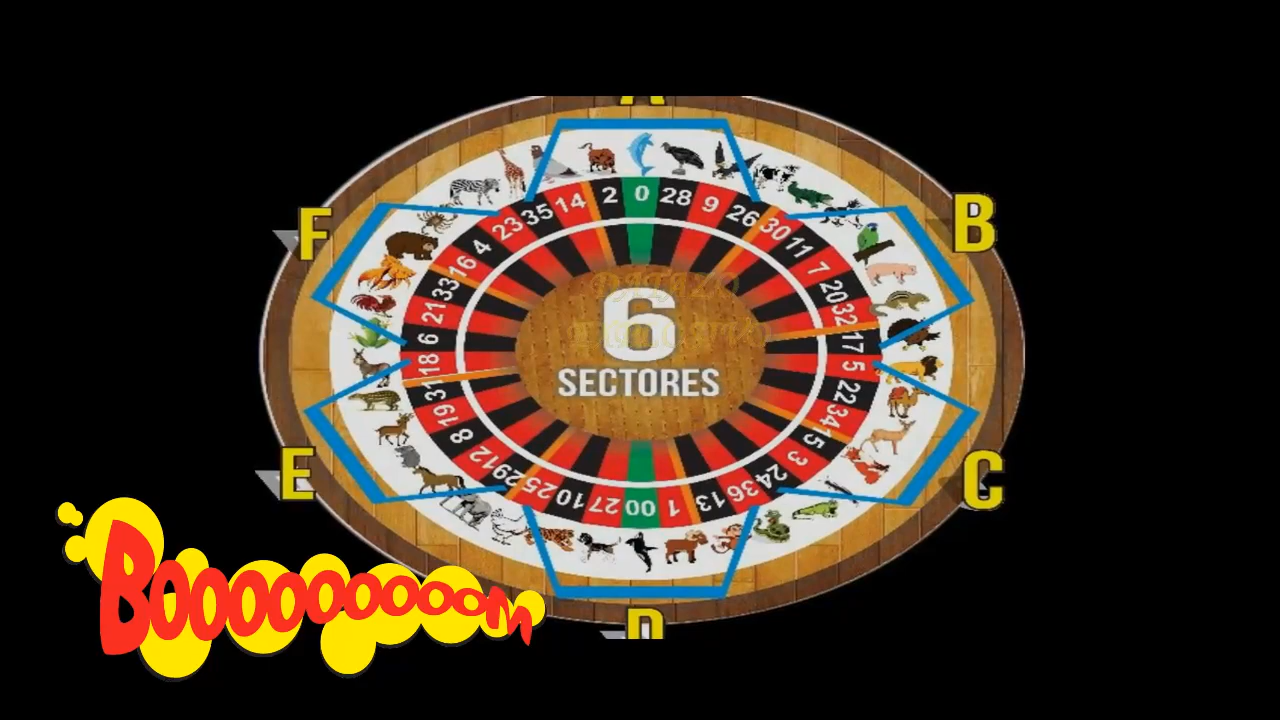 A
B
C
D
E
F
0 28 9 26 30 11 7 20 32 17 5 22 34 15 3 24 36 13 1 00 27 10 25 29 12 8 19 31 18 6 21 33 16 4 23 35 14 2
6
SECTORES
Boooooooooom